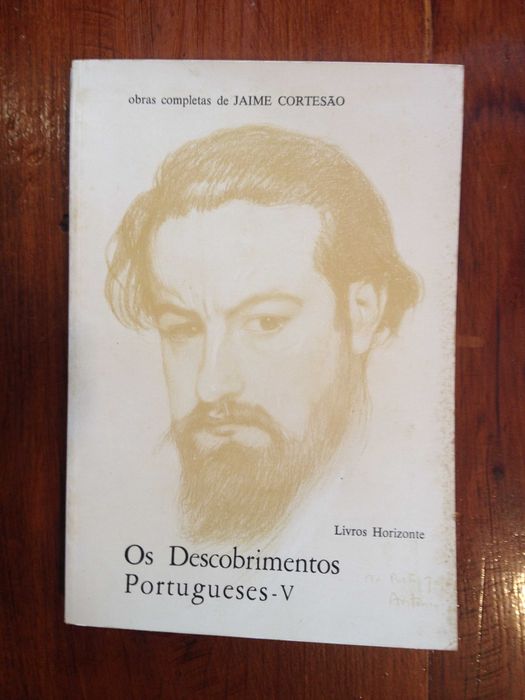 obras completas de JAIME CORTESÃO
Livros Horizonte
Os Descobrimentos
Portugueses-V